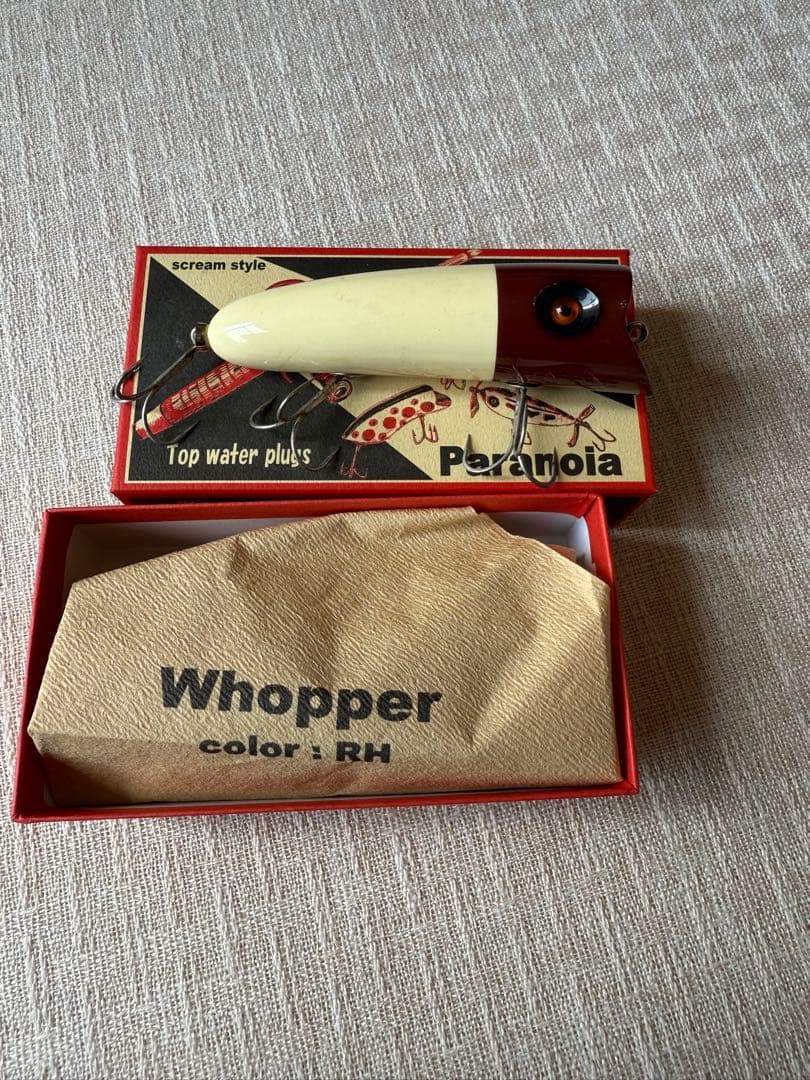 scream style
Top water plugs
Paranoia
Whopper
color : RH